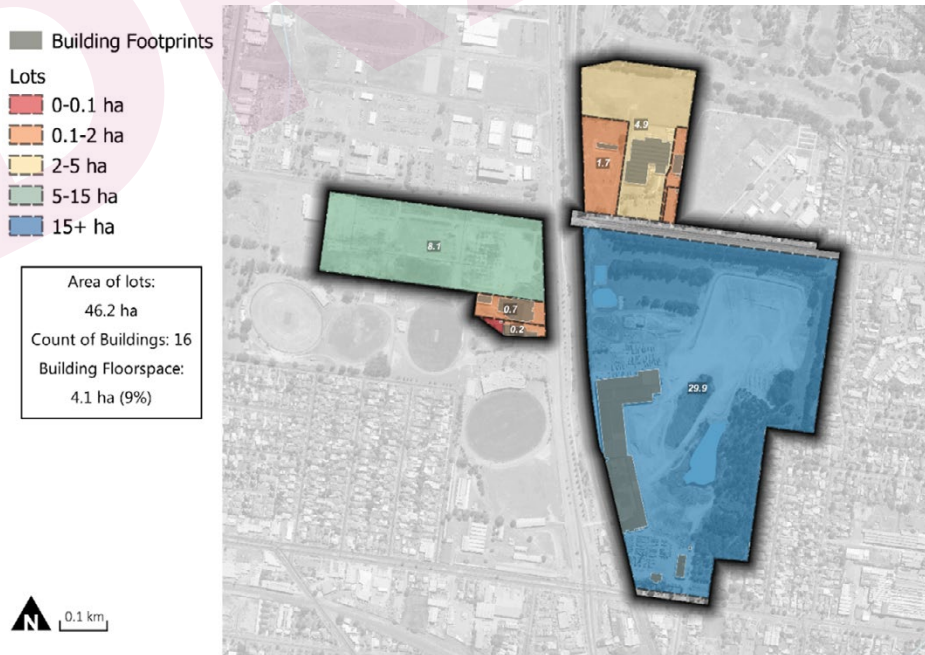 Building Footprints
Lots
0-0.1 ha
0.1-2 ha
2-5 ha
5-15 ha
15+ ha
Area of lots:
46.2 ha
Count of Buildings: 16
Building Floorspace:
4.1 ha (9%)
4.9
1.7
8.1
0.7
0.2
29.9
N
0.1 km